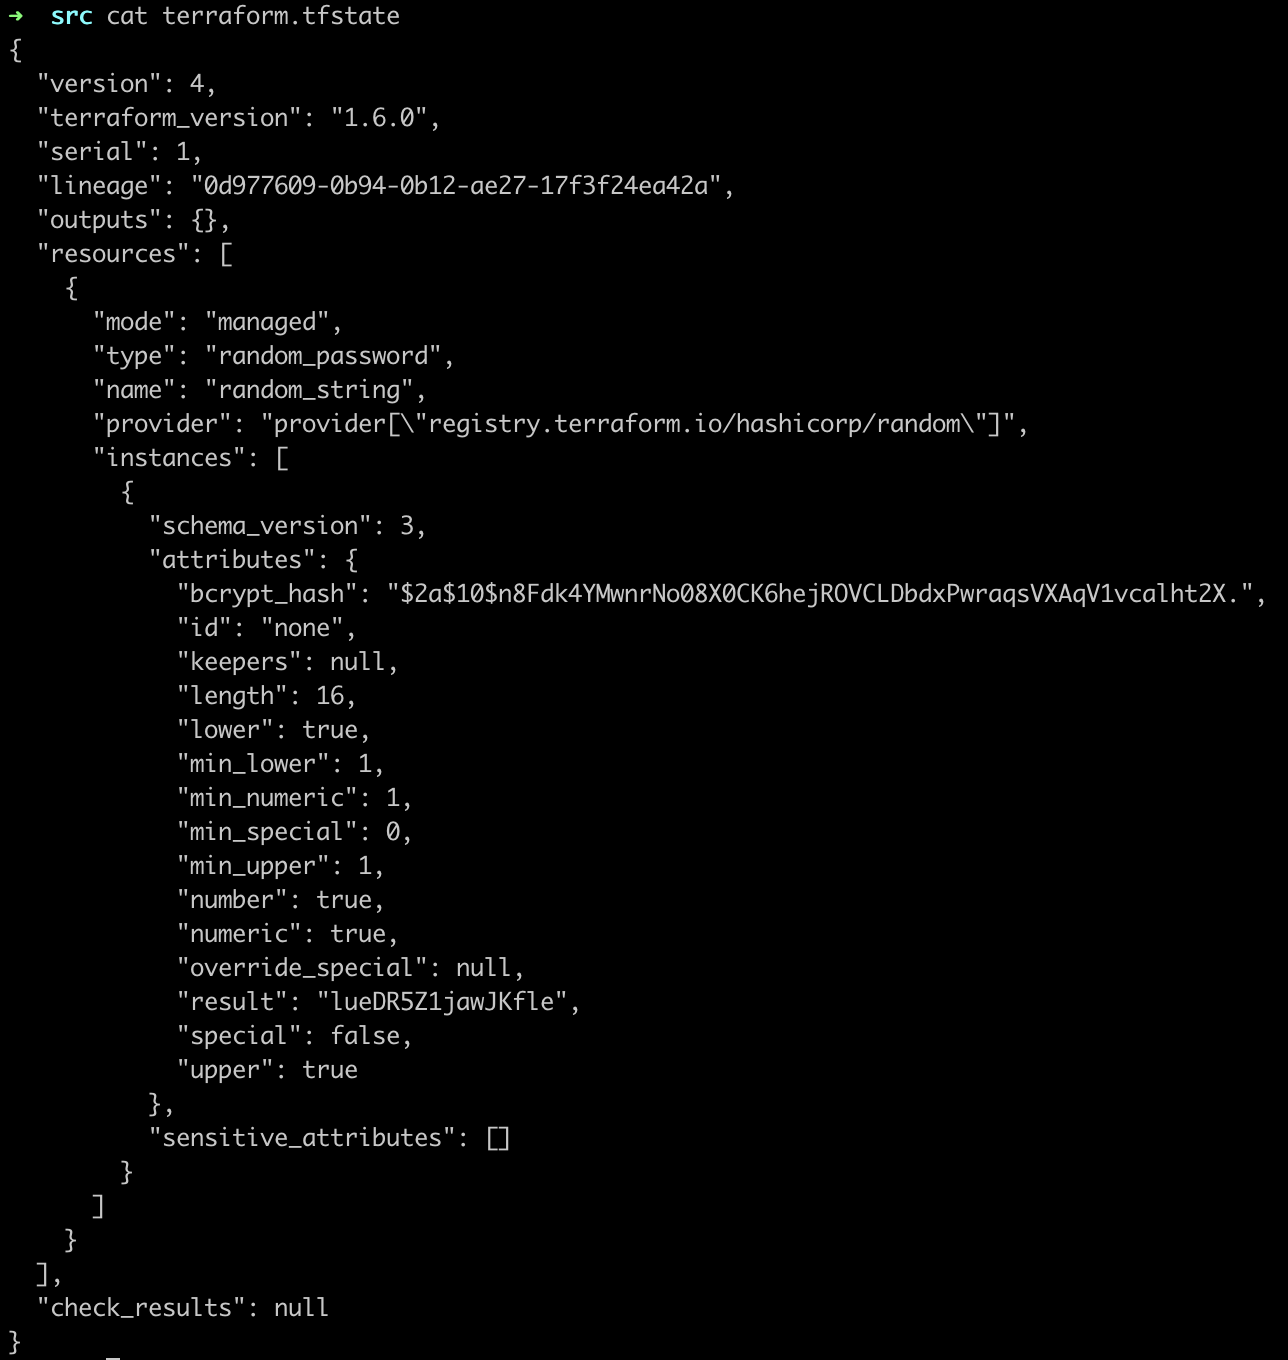 ➜  src cat terraform.tfstate
{
  "version": 4,
  "terraform_version": "1.6.0",
  "serial": 1,
  "lineage": "0d977609-0b94-0b12-ae27-17f3f24ea42a",
  "outputs": {},
  "resources": [
    {
      "mode": "managed",
      "type": "random_password",
      "name": "random_string",
      "provider": "provider[\"registry.terraform.io/hashicorp/random\"]",
      "instances": [
        {
          "schema_version": 3,
          "attributes": {
            "bcrypt_hash": "$2a$10$n8Fdk4YMwnrNo08X0CK6hejROVCLDbdxPwraqsVXAqV1vcalht2X.",
            "id": "none",
            "keepers": null,
            "length": 16,
            "lower": true,
            "min_lower": 1,
            "min_numeric": 1,
            "min_special": 0,
            "min_upper": 1,
            "number": true,
            "numeric": true,
            "override_special": null,
            "result": "lueDR5Z1jawJKfle",
            "special": false,
            "upper": true
          },
          "sensitive_attributes": []
        }
      ]
    }
  ],
  "check_results": null
}